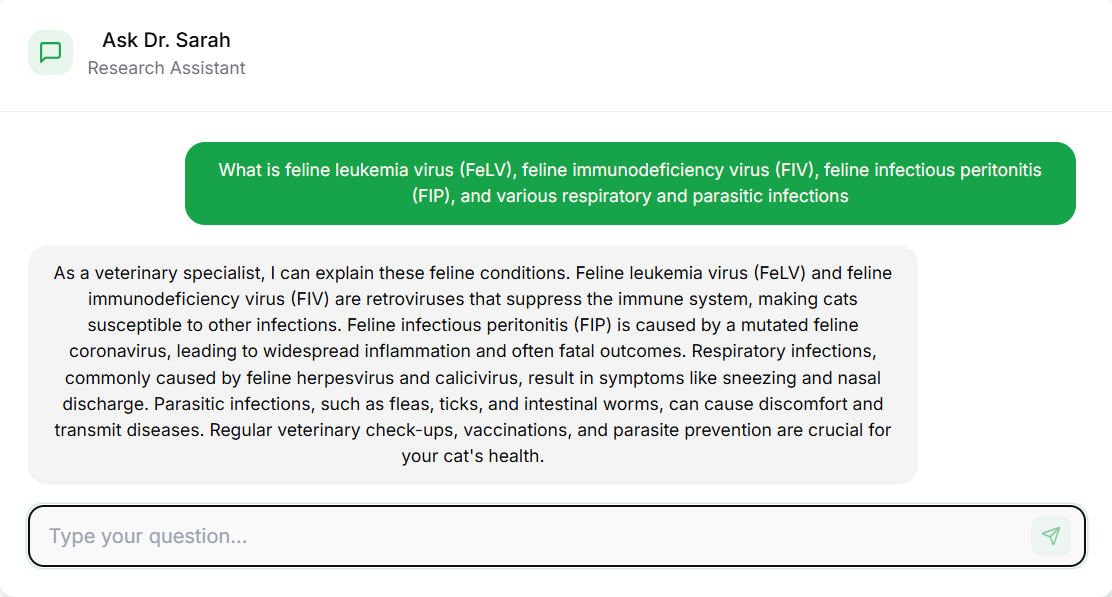 Ask Dr. Sarah
Research Assistant
What is feline leukemia virus (FeLV), feline immunodeficiency virus (FIV), feline infectious peritonitis
(FIP), and various respiratory and parasitic infections
As a veterinary specialist, I can explain these feline conditions. Feline leukemia virus (FeLV) and feline
immunodeficiency virus (FIV) are retroviruses that suppress the immune system, making cats
susceptible to other infections. Feline infectious peritonitis (FIP) is caused by a mutated feline
coronavirus, leading to widespread inflammation and often fatal outcomes. Respiratory infections,
commonly caused by feline herpesvirus and calicivirus, result in symptoms like sneezing and nasal
discharge. Parasitic infections, such as fleas, ticks, and intestinal worms, can cause discomfort and
transmit diseases. Regular veterinary check-ups, vaccinations, and parasite prevention are crucial for
your cat's health.
Type your question...